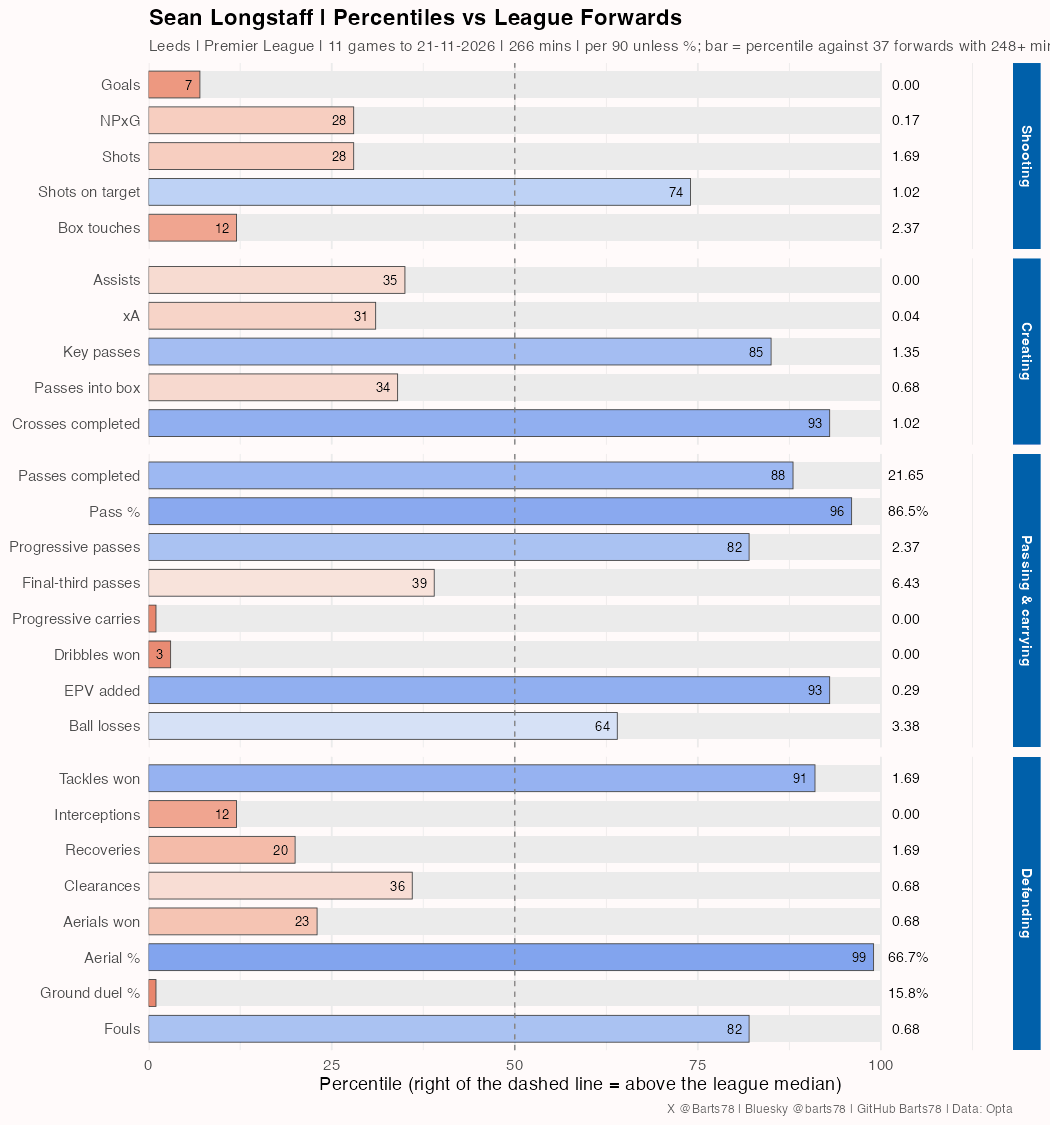 Sean Longstaff | Percentiles vs League Forwards
Leeds | Premier League | 11 games to 21-11-2026 | 266 mins | per 90 unless %; bar = percentile against 37 forwards with 248+
Goals 7 0.00
NPxG 28 0.17
Shots 28 1.69
Shots on target 74 1.02
Box touches 12 2.37
Shooting
Assists 35 0.00
xA 31 0.04
Key passes 85 1.35
Passes into box 34 0.68
Crosses completed 93 1.02
Creating
Passes completed 88 21.65
Pass % 96 86.5%
Progressive passes 82 2.37
Final-third passes 39 6.43
Progressive carries 0.00
Dribbles won 3 0.00
EPV added 93 0.29
Ball losses 64 3.38
Passing & carrying
Tackles won 91 1.69
Interceptions 12 0.00
Recoveries 20 1.69
Clearances 36 0.68
Aerials won 23 0.68
Aerial % 99 66.7%
Ground duel % 15.8%
Fouls 82 0.68
Defending
0 25 50 75 100
Percentile (right of the dashed line = above the league median)
X @Barts78 | Bluesky @barts78 | GitHub Barts78 | Data: Opta